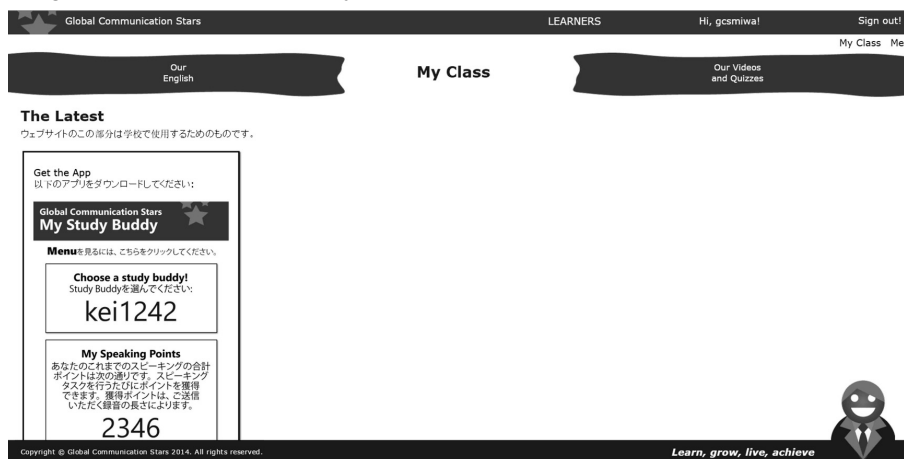 Global Communication Stars
LEARNERS
Hi, gcsmiwa!
Sign out!
My Class Me
Our
English
My Class
Our Videos
and Quizzes
The Latest
ウェブサイトのこの部分は学校で使用するためのものです。
Get the App
以下のアプリをダウンロードしてください:
Global Communication Stars
My Study Buddy
Menuを見るには、こちらをクリックしてください。
Choose a study buddy!
Study Buddyを選んでください:
kei1242
My Speaking Points
あなたのこれまでのスピーキングの合計
ポイントは次の通りです。スピーキング
タスクを行うたびにポイントを獲得
できます。獲得ポイントは、ご送信
いただく録音の長さによります。
2346
Copyright © Global Communication Stars 2014. All rights reserved.
Learn, grow, live, achieve